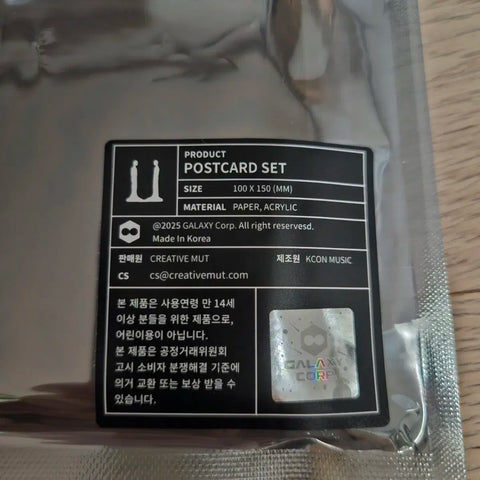 PRODUCT
POSTCARD SET
SIZE 100 X 150 (MM)
MATERIAL PAPER, ACRYLIC
@2025 GALAXY Corp. All right reservesd.
Made In Korea
판매원 CREATIVE MUT 제조원 KCON MUSIC
CS cs@creativemut.com
본 제품은 사용연령 만 14세
이상 분들을 위한 제품으로,
어린이용이 아닙니다.
본 제품은 공정거래위원회
고시 소비자 분쟁해결 기준에
의거 교환 또는 보상 받을 수
있습니다.
GALAXY
CORP